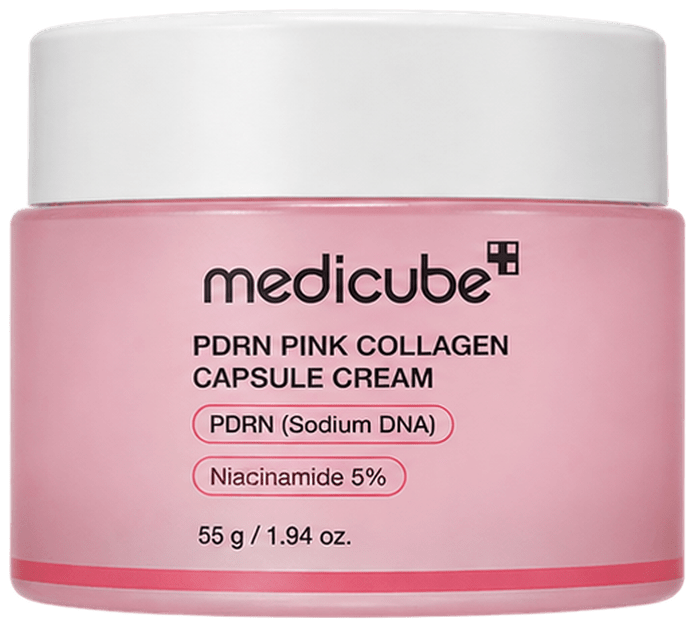 medicube
PDRN PINK COLLAGEN
CAPSULE CREAM
PDRN (Sodium DNA)
Niacinamide 5%
55 g / 1.94 oz.